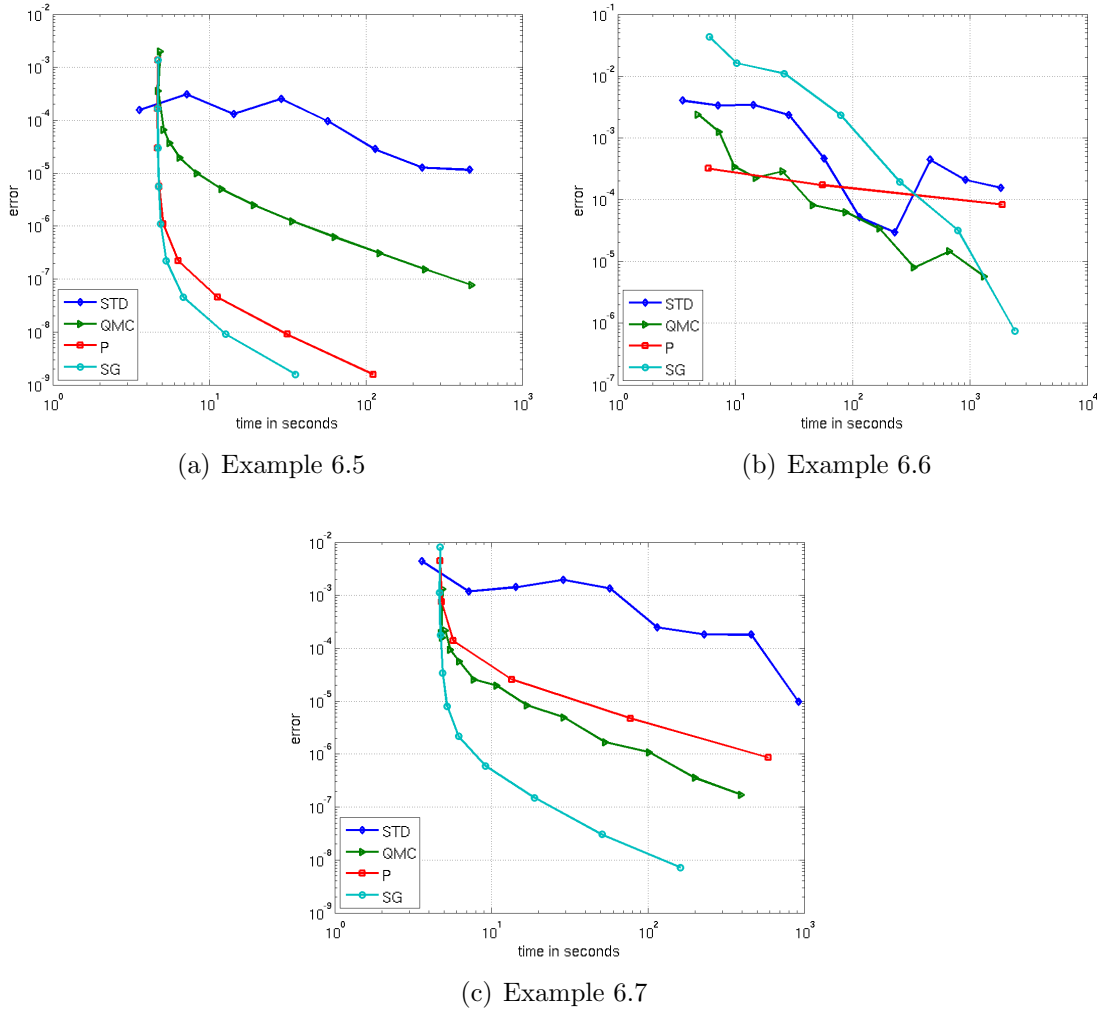 10^-2
10^-3
10^-4
10^-5
10^-6
10^-7
10^-8
10^-9
error
STD
QMC
P
SG
10^0
10^1
10^2
10^3
time in seconds
(a) Example 6.5
10^-1
10^-2
10^-3
10^-4
10^-5
10^-6
10^-7
error
STD
QMC
P
SG
10^0
10^1
10^2
10^3
10^4
time in seconds
(b) Example 6.6
10^-2
10^-3
10^-4
10^-5
10^-6
10^-7
10^-8
10^-9
error
STD
QMC
P
SG
10^0
10^1
10^2
10^3
time in seconds
(c) Example 6.7